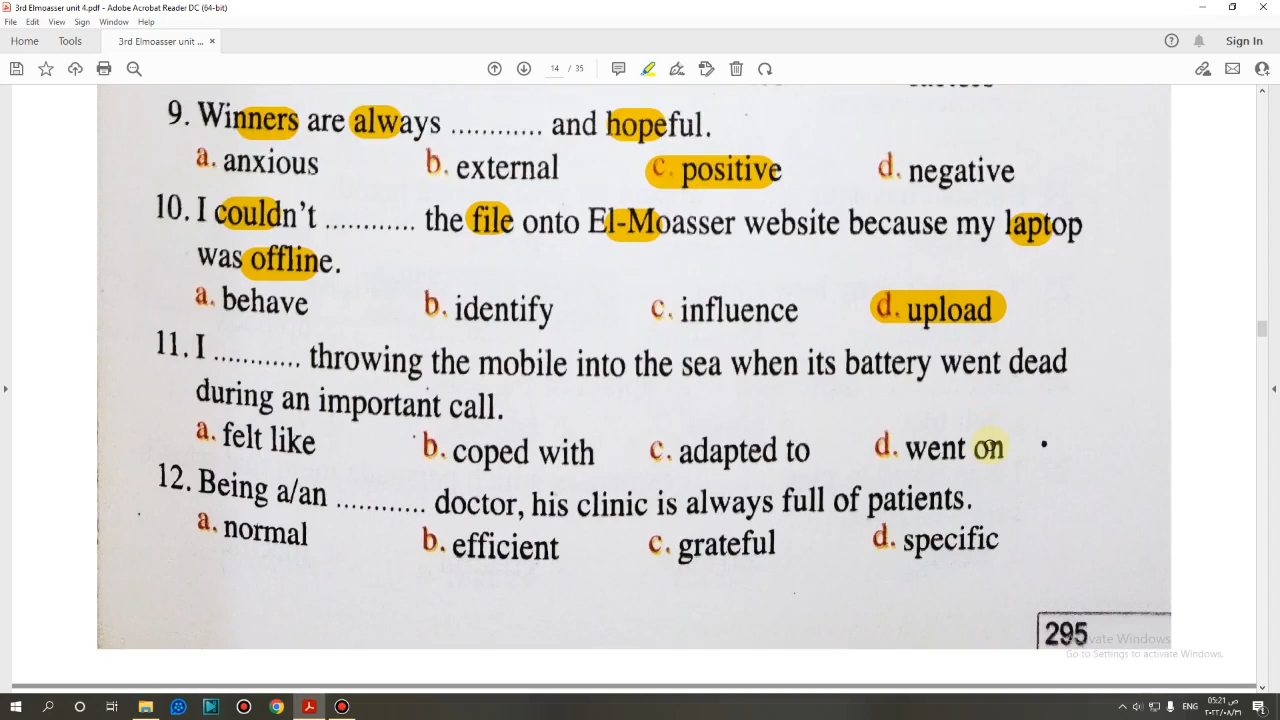 3rd Elmoasser unit 4.pdf - Adobe Acrobat Reader DC (64-bit)
File Edit View Sign Window Help
Home Tools 3rd Elmoasser unit ... × Sign In
14 / 35
9. Winners are always ............ and hopeful.
a. anxious b. external c. positive d. negative
10. I couldn't ............ the file onto El-Moasser website because my laptop
was offline.
a. behave b. identify c. influence d. upload
11. I ............ throwing the mobile into the sea when its battery went dead
during an important call.
a. felt like b. coped with c. adapted to d. went on
12. Being a/an ............ doctor, his clinic is always full of patients.
a. normal b. efficient c. grateful d. specific
295
Activate Windows
Go to Settings to activate Windows.
ENG
05:21 ص